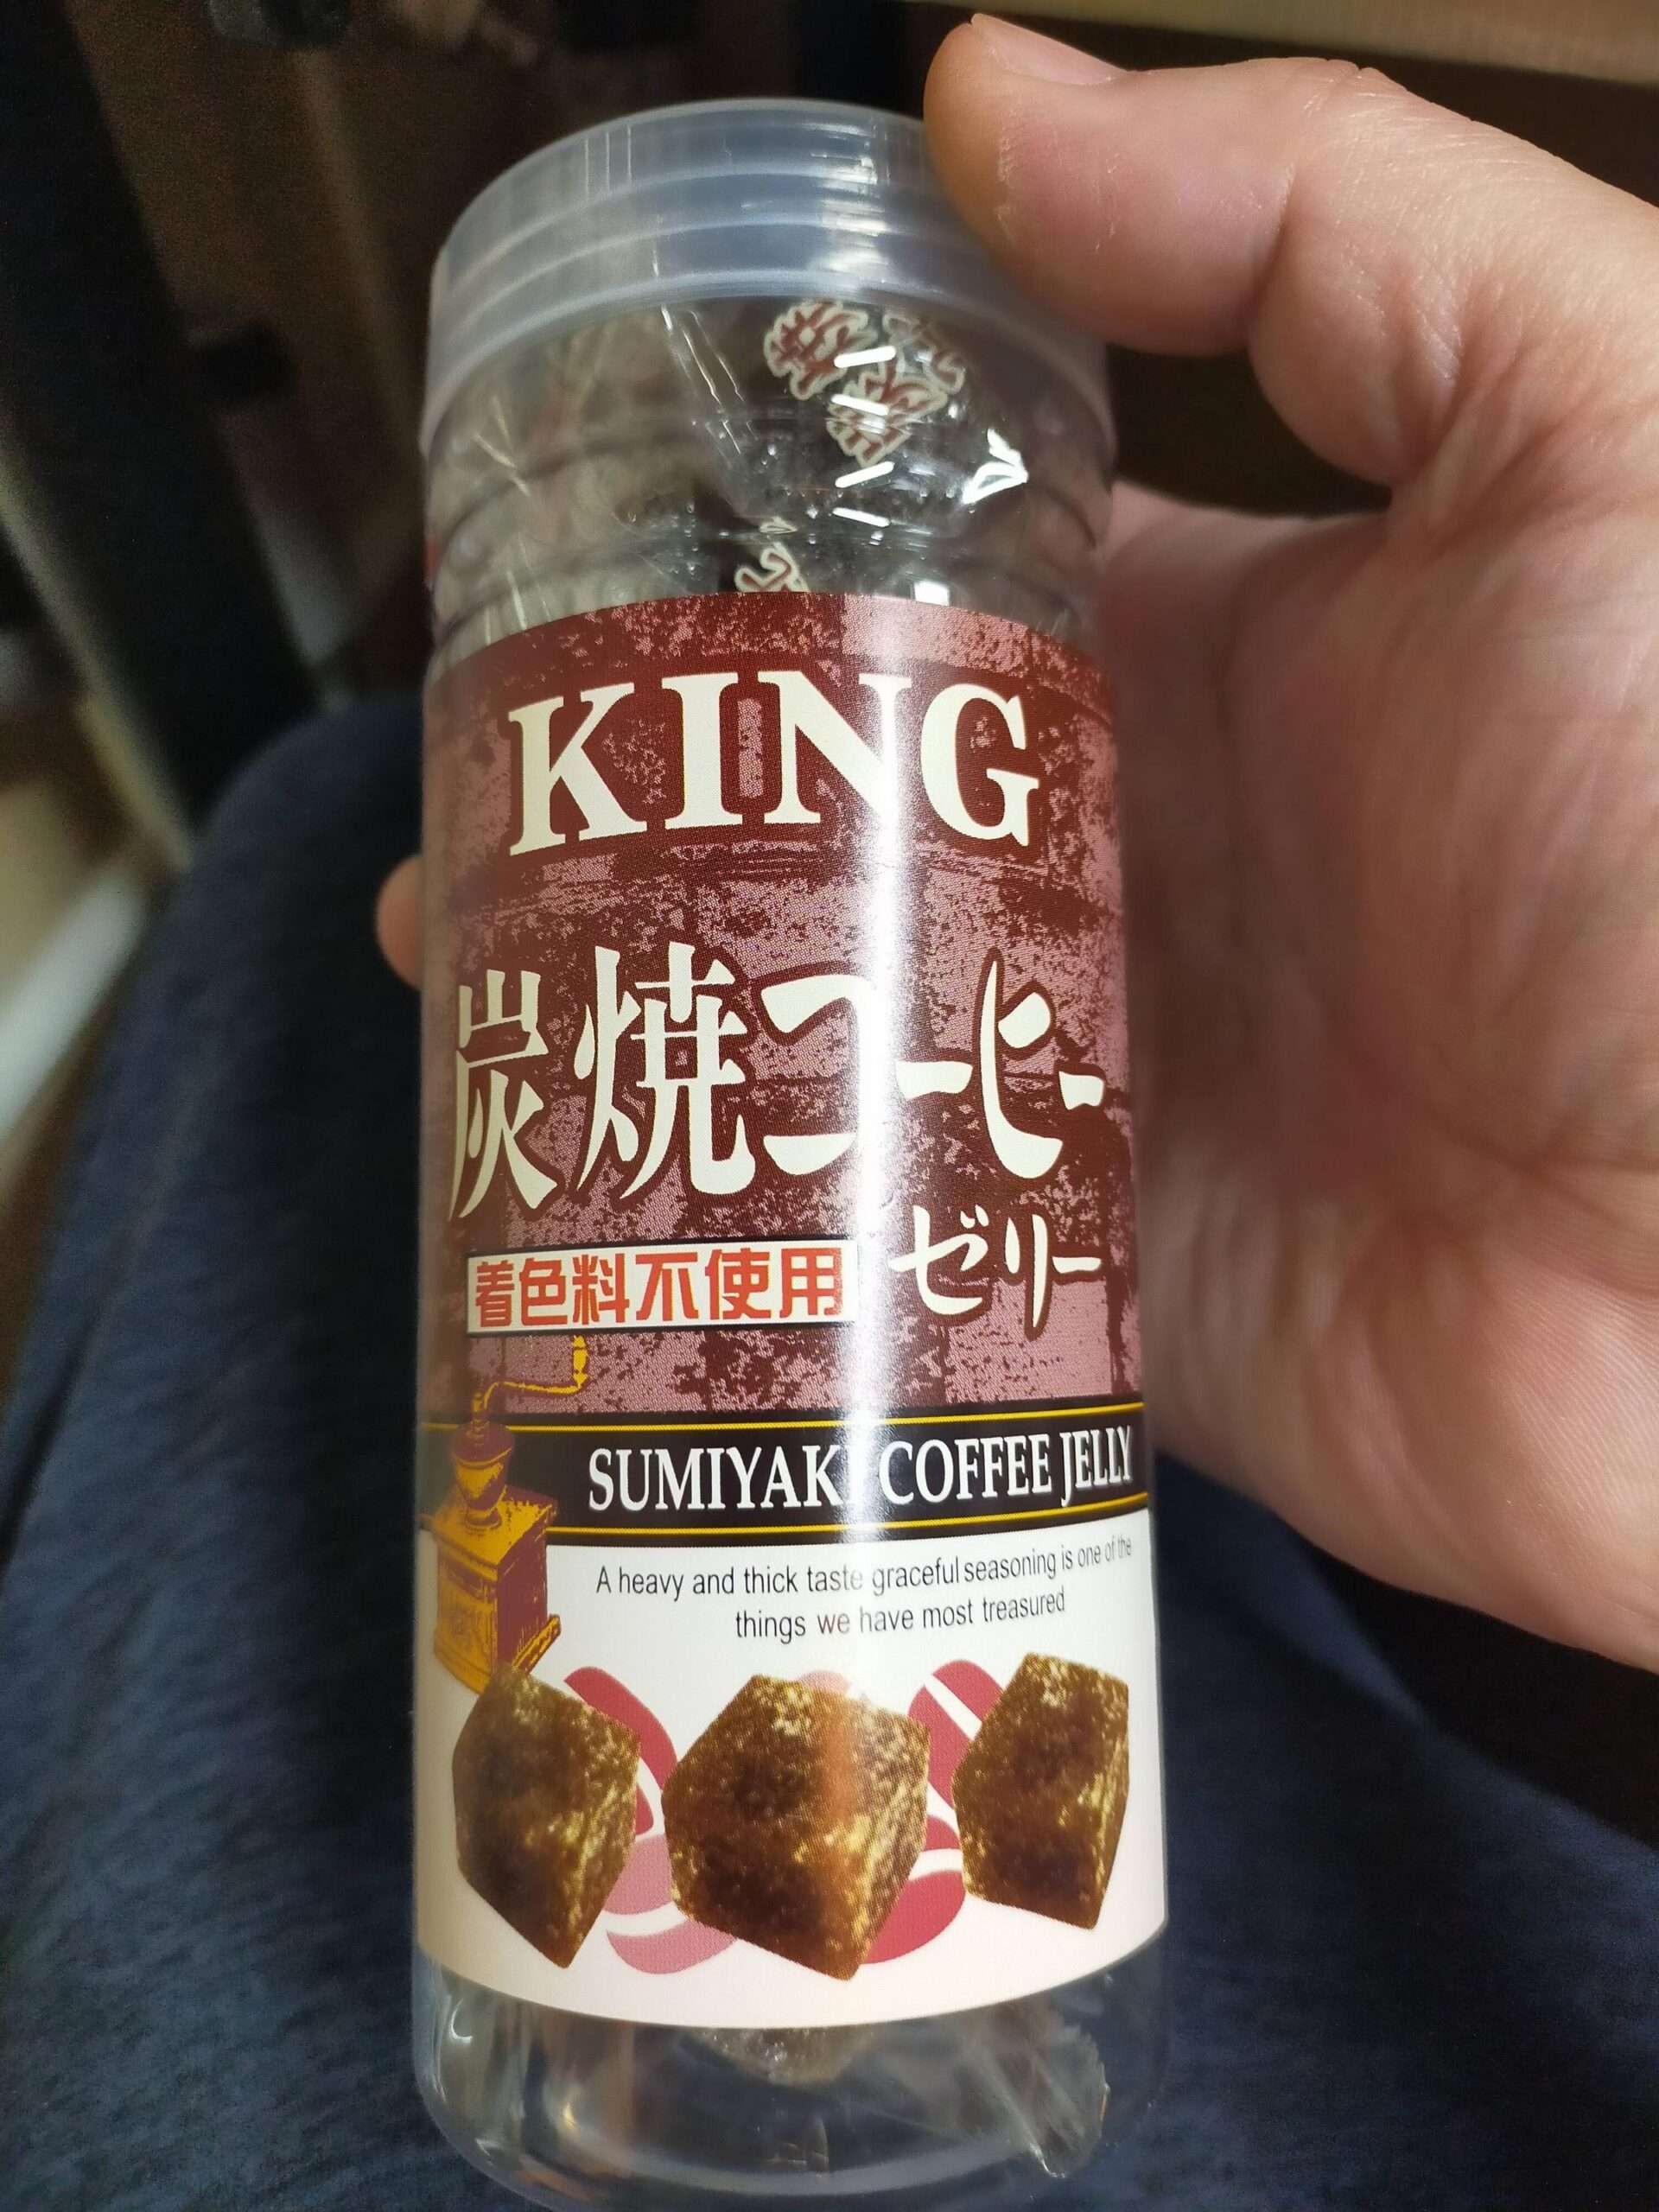 KING
炭焼コーヒー
ゼリー
着色料不使用
SUMIYAKI COFFEE JELLY
A heavy and thick taste graceful seasoning is one of the
things we have most treasured